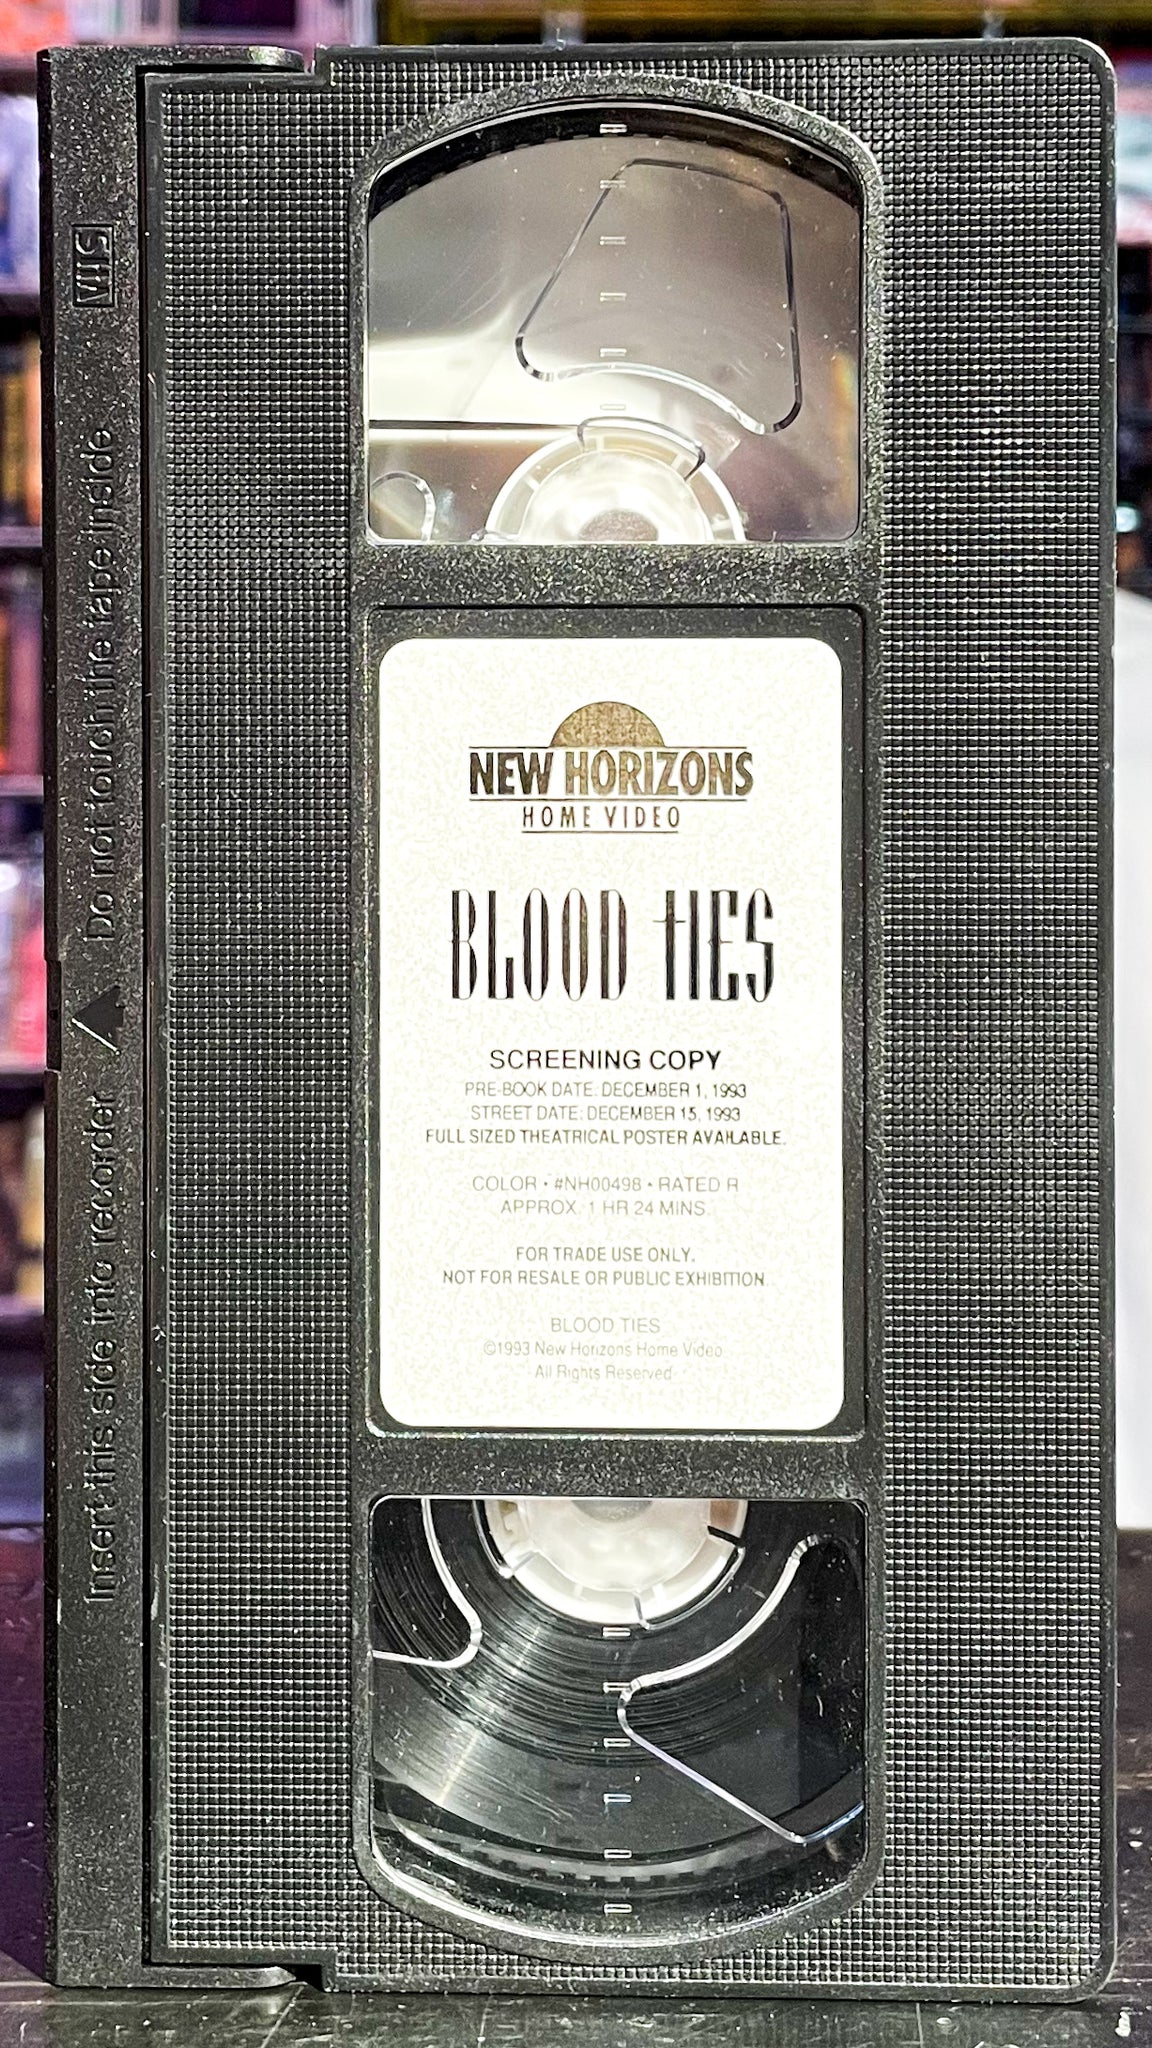 VHS
Do not touch the tape inside
Insert this side into recorder
NEW HORIZONS
HOME VIDEO
BLOOD TIES
SCREENING COPY
PRE-BOOK DATE: DECEMBER 1, 1993
STREET DATE: DECEMBER 15, 1993
FULL SIZED THEATRICAL POSTER AVAILABLE.
COLOR • #NH00498 • RATED R
APPROX. 1 HR 24 MINS.
FOR TRADE USE ONLY.
NOT FOR RESALE OR PUBLIC EXHIBITION.
BLOOD TIES
©1993 New Horizons Home Video
All Rights Reserved